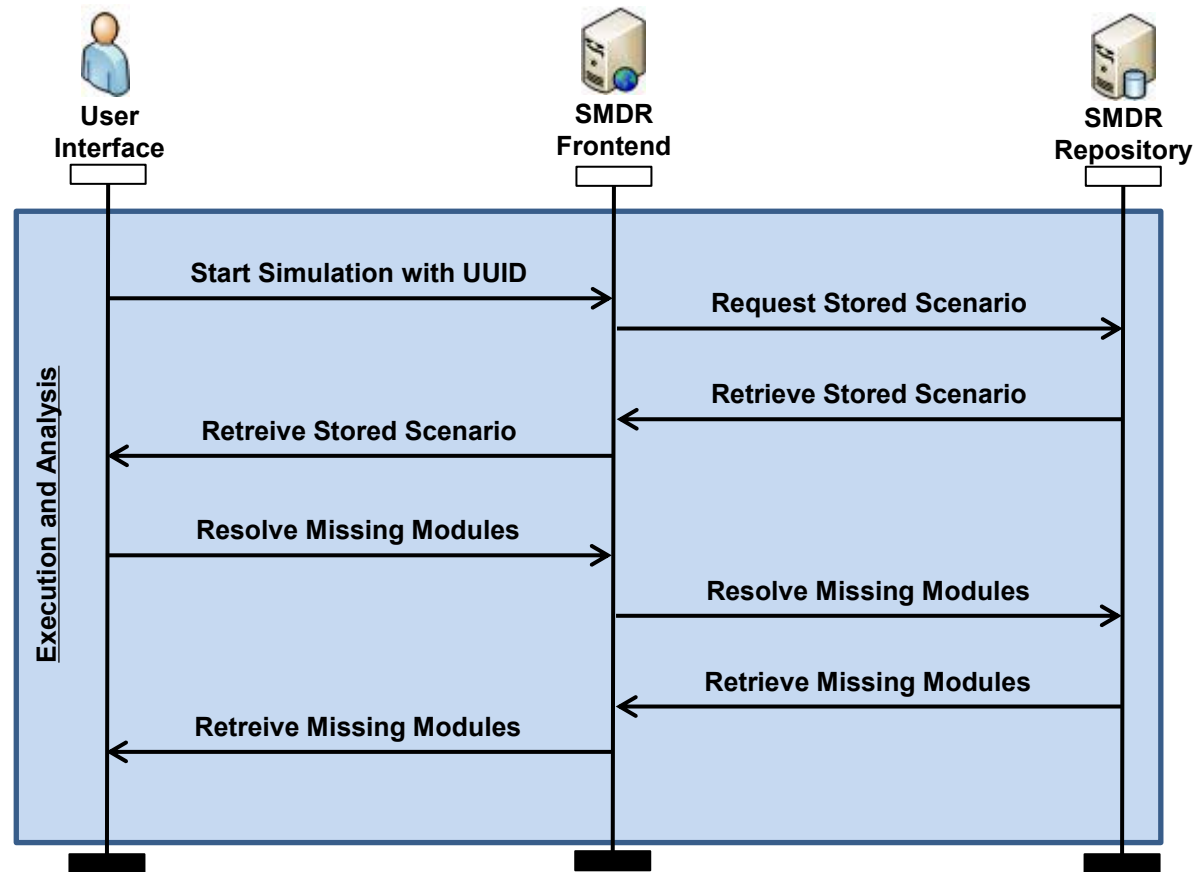 User
Interface
SMDR
Frontend
SMDR
Repository
Start Simulation with UUID
Request Stored Scenario
Retrieve Stored Scenario
Retreive Stored Scenario
Resolve Missing Modules
Resolve Missing Modules
Retrieve Missing Modules
Retreive Missing Modules
Execution and Analysis